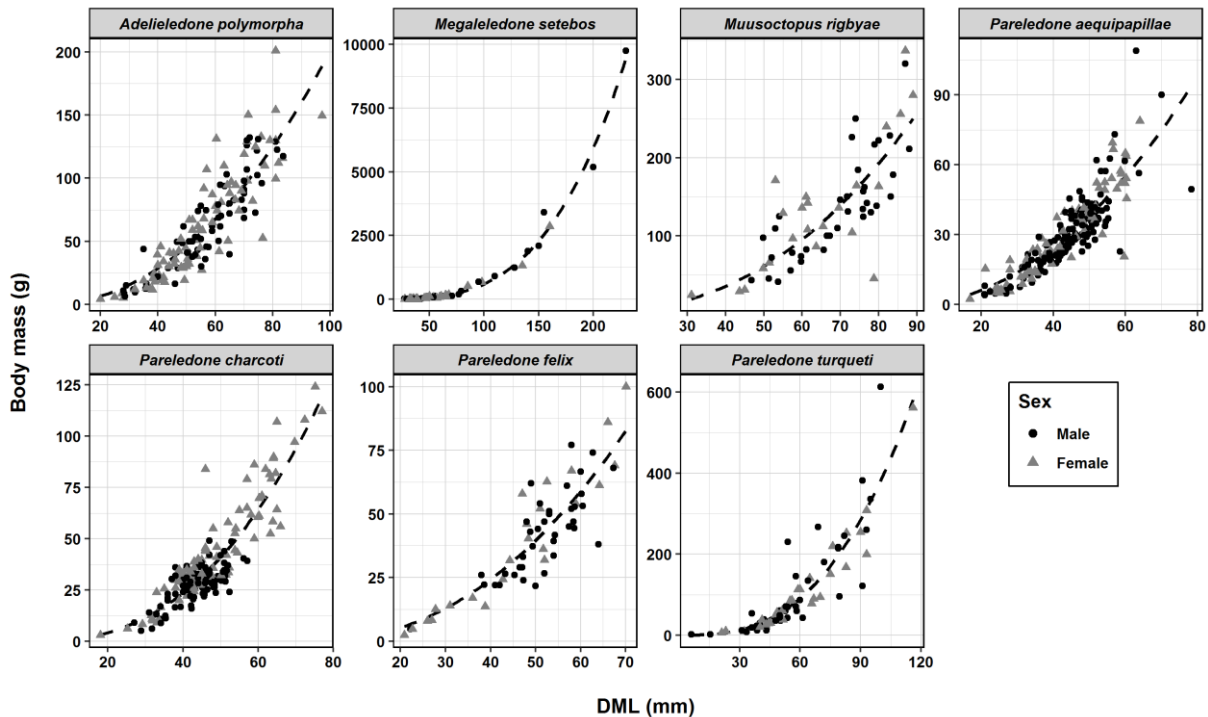 Adelieledone polymorpha
Megaleledone setebos
Muusoctopus rigbyae
Pareledone aequipapillae
200
150
100
50
0
20 40 60 80 100
10000
7500
5000
2500
0
50 100 150 200
300
200
100
30 40 50 60 70 80 90
90
60
30
0
20 40 60 80
Body mass (g)
Pareledone charcoti
Pareledone felix
Pareledone turqueti
125
100
75
50
25
0
20 40 60 80
100
75
50
25
0
20 30 40 50 60 70
600
400
200
0
30 60 90 120
Sex
Male
Female
DML (mm)